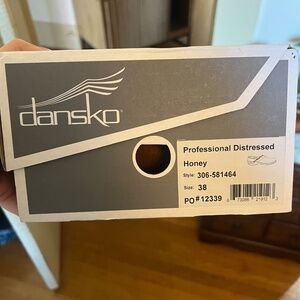 dansko
Professional Distressed
Honey
Style: 306-581464
Size: 38
PO# 12339